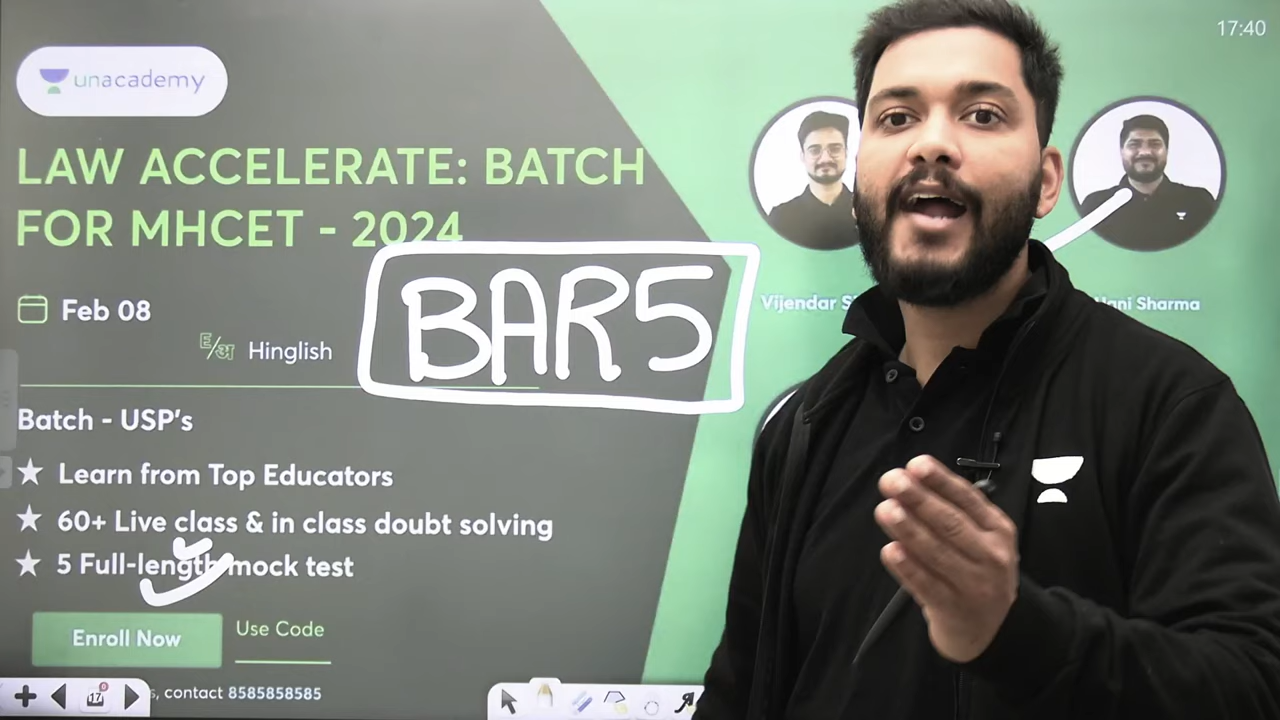 17:40
unacademy
LAW ACCELERATE: BATCH
FOR MHCET - 2024
BAR5
Feb 08
E/अ Hinglish
Vijendar S
Mani Sharma
Batch - USP's
★ Learn from Top Educators
★ 60+ Live class & in class doubt solving
★ 5 Full-length mock test
Enroll Now
Use Code
contact 8585858585
17